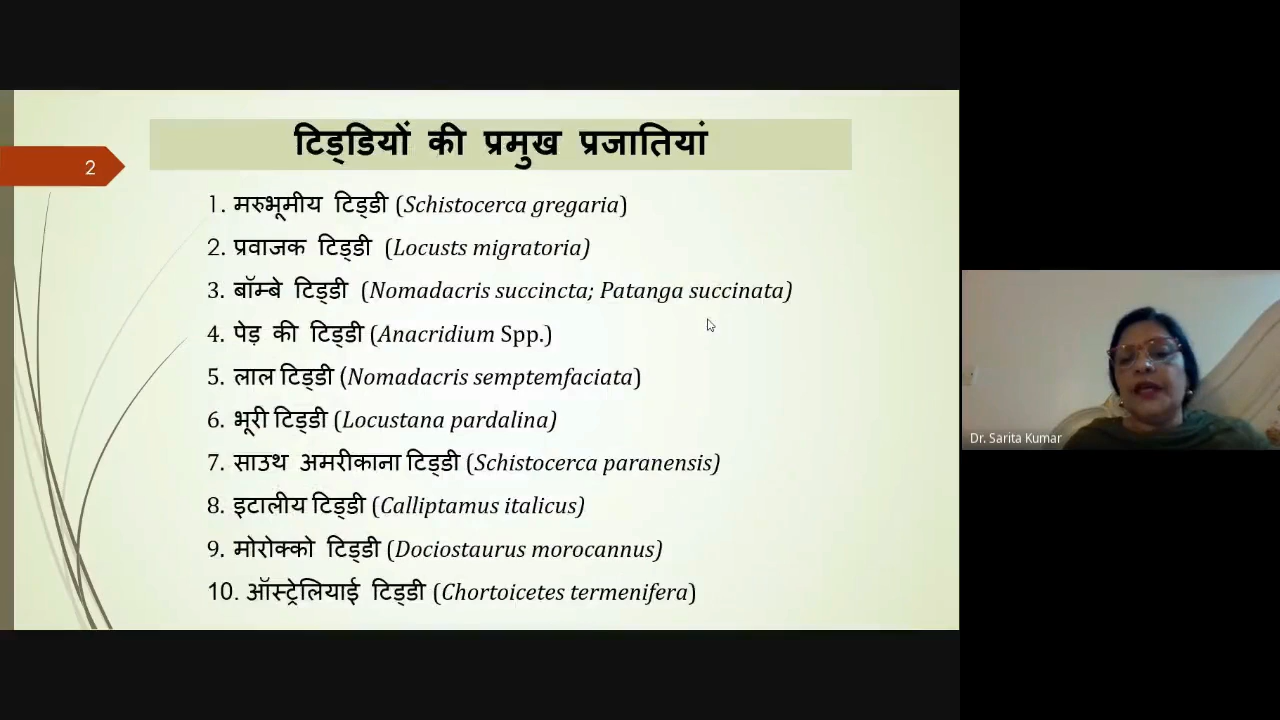 टिड्डियों की प्रमुख प्रजातियां
2
1. मरुभूमीय टिड्डी (Schistocerca gregaria)
2. प्रवाजक टिड्डी (Locusts migratoria)
3. बॉम्बे टिड्डी (Nomadacris succincta; Patanga succinata)
4. पेड़ की टिड्डी (Anacridium Spp.)
5. लाल टिड्डी (Nomadacris semptemfaciata)
6. भूरी टिड्डी (Locustana pardalina)
7. साउथ अमरीकाना टिड्डी (Schistocerca paranensis)
8. इटालीय टिड्डी (Calliptamus italicus)
9. मोरोक्को टिड्डी (Dociostaurus morocannus)
10. ऑस्ट्रेलियाई टिड्डी (Chortoicetes termenifera)
Dr. Sarita Kumar